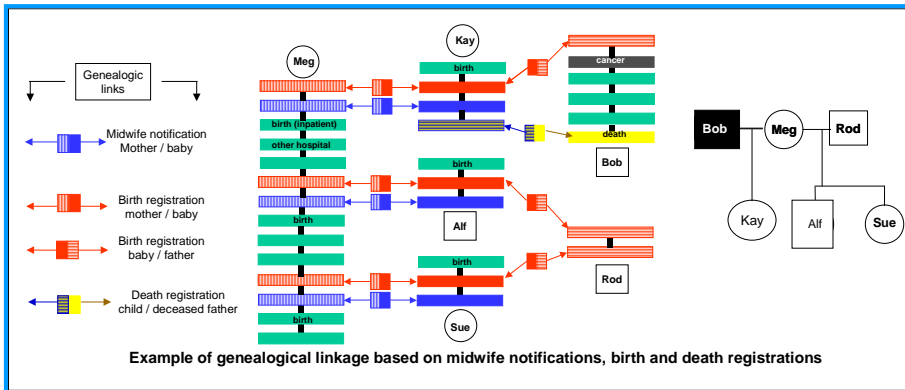 Genealogic
links
Midwife notification
Mother / baby
Birth registration
mother / baby
Birth registration
baby / father
Death registration
child / deceased father
Meg
birth (inpatient)
other hospital
birth
birth
Kay
birth
birth
Alf
birth
Sue
cancer
death
Bob
Rod
Bob
Meg
Rod
Kay
Alf
Sue
Example of genealogical linkage based on midwife notifications, birth and death registrations